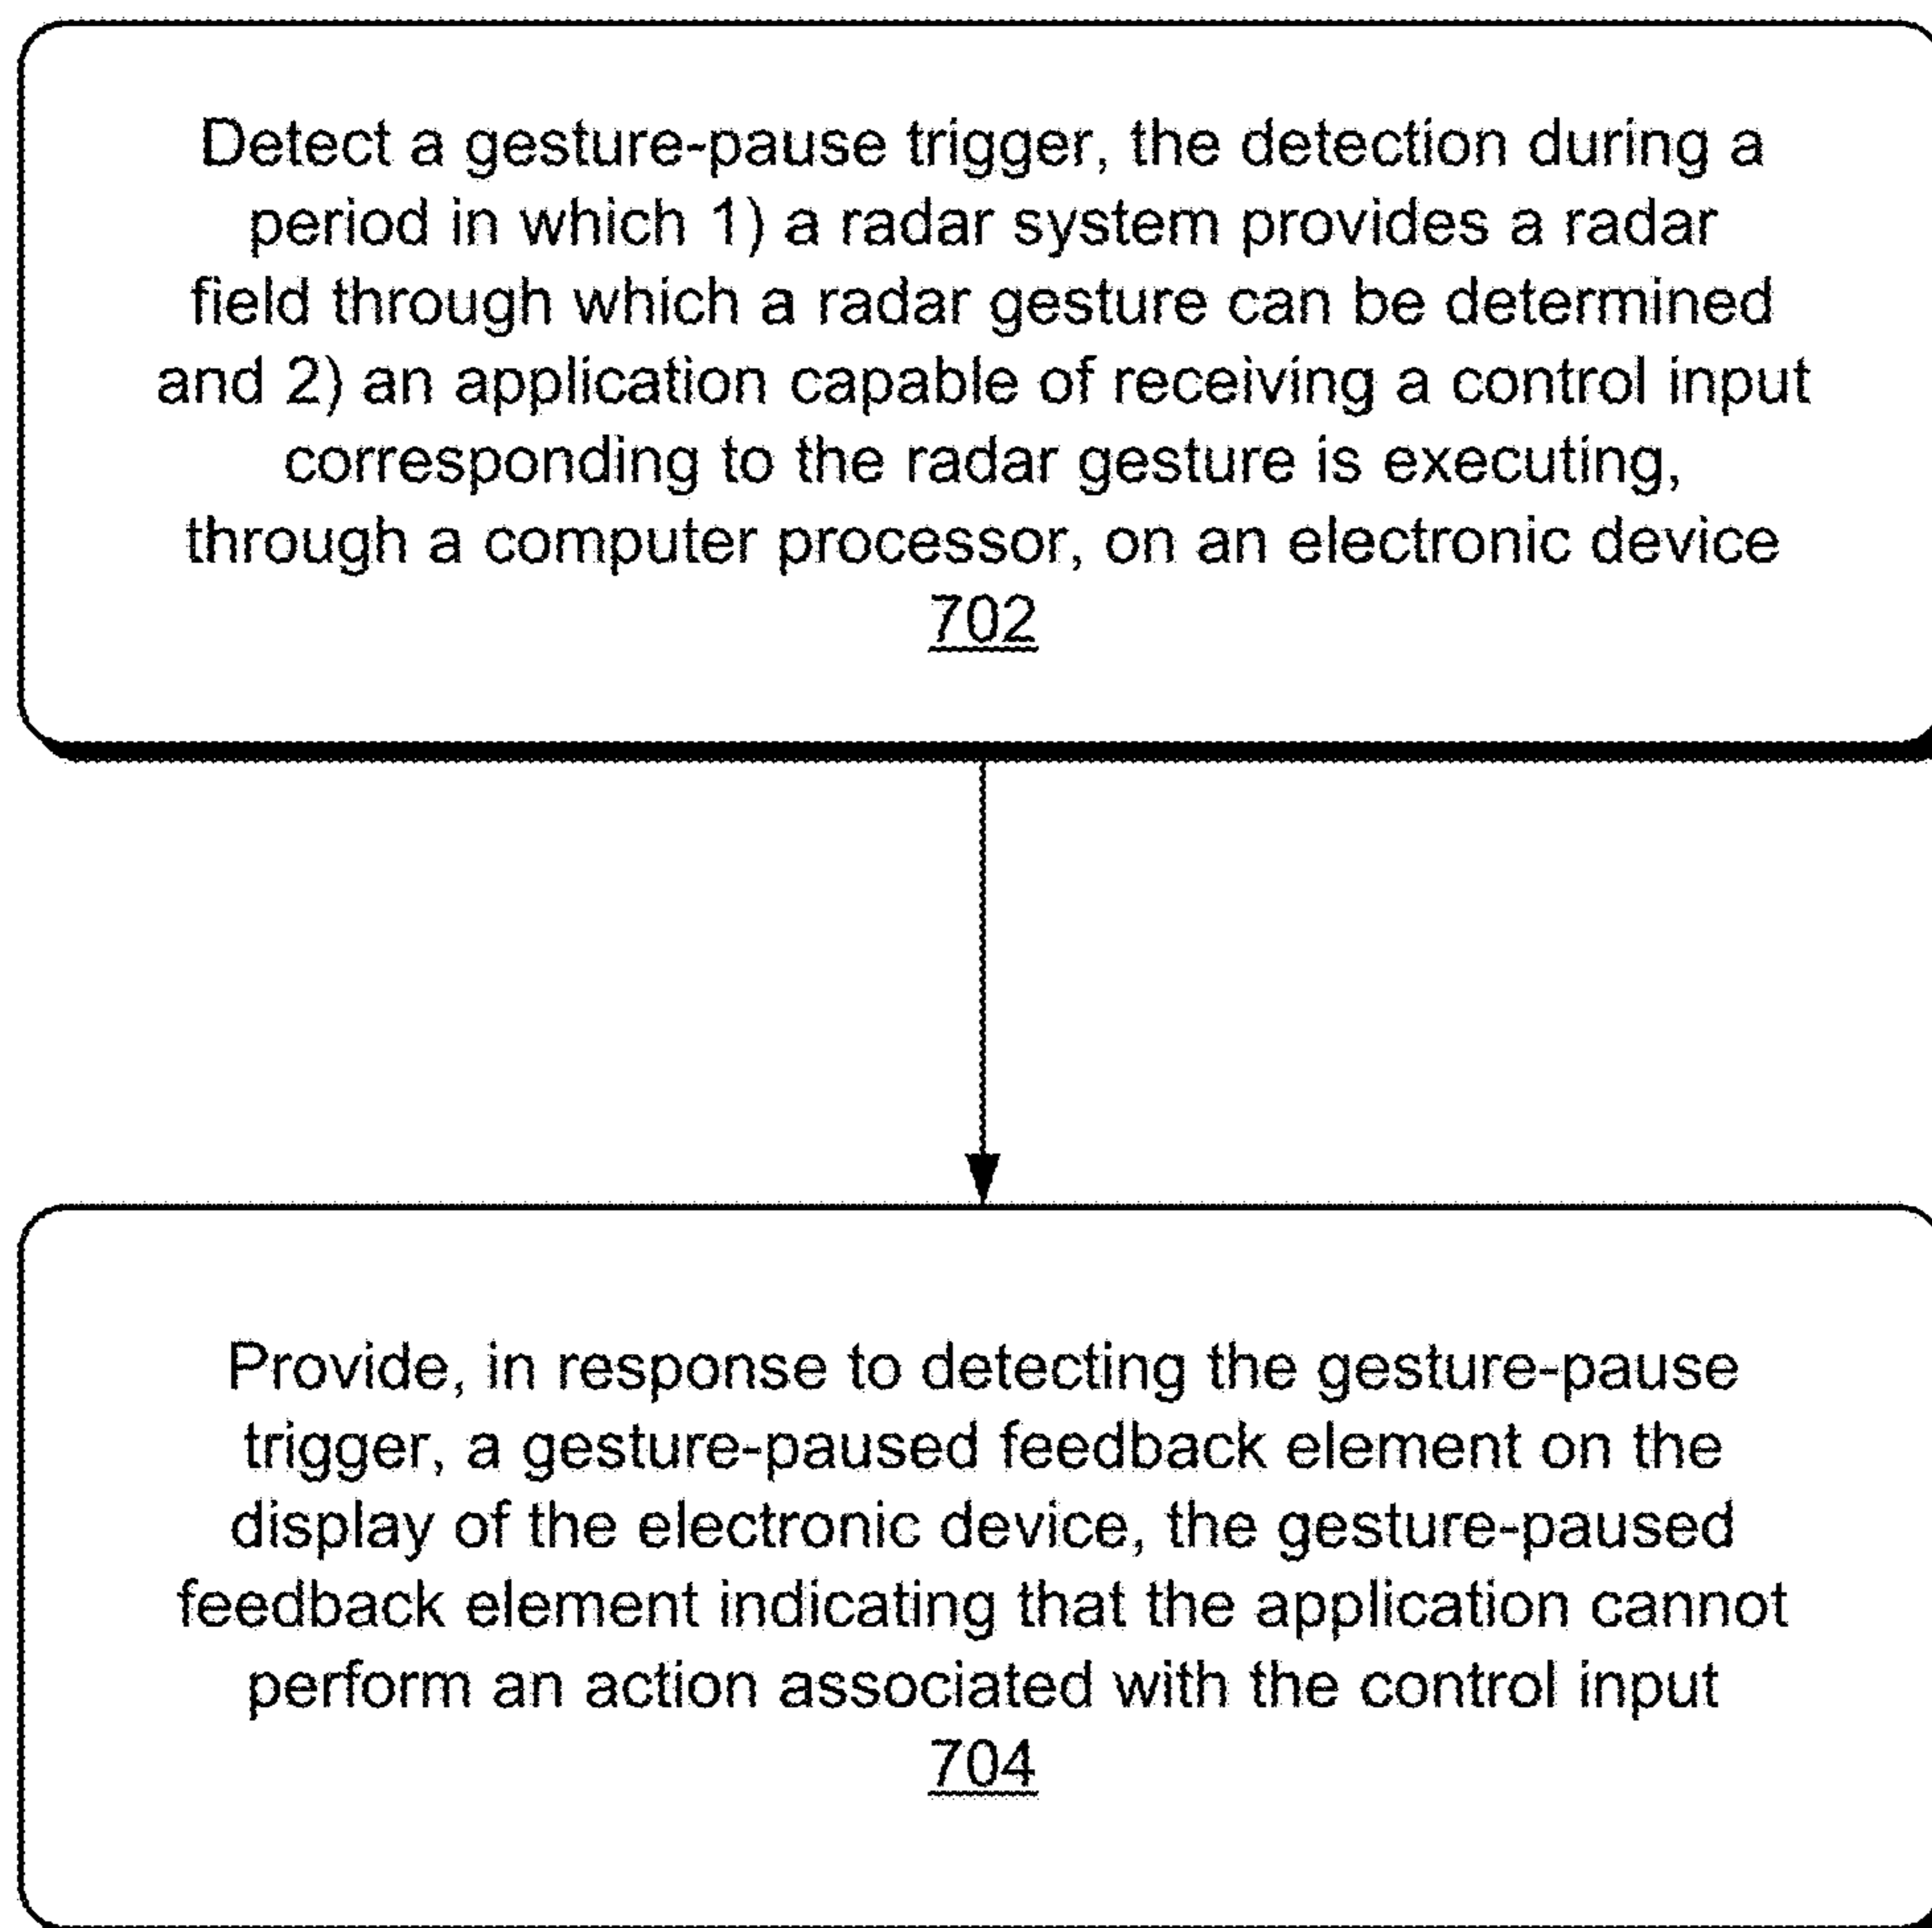 Detect a gesture-pause trigger, the detection during a
period in which 1) a radar system provides a radar
field through which a radar gesture can be determined
and 2) an application capable of receiving a control input
corresponding to the radar gesture is executing,
through a computer processor, on an electronic device
702
Provide, in response to detecting the gesture-pause
trigger, a gesture-paused feedback element on the
display of the electronic device, the gesture-paused
feedback element indicating that the application cannot
perform an action associated with the control input
704